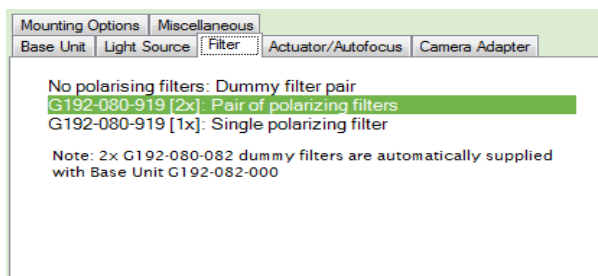 Mounting Options Miscellaneous
Base Unit Light Source Filter Actuator/Autofocus Camera Adapter
No polarising filters: Dummy filter pair
G192-080-919 [2x]: Pair of polarizing filters
G192-080-919 [1x]: Single polarizing filter
Note: 2x G192-080-082 dummy filters are automatically supplied
with Base Unit G192-082-000